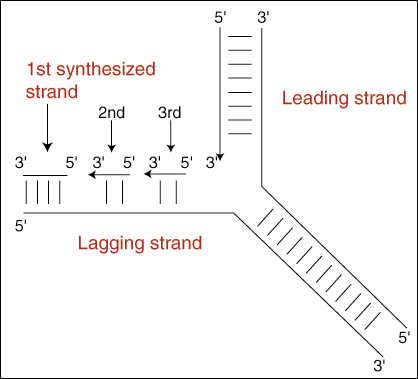 5' 3'
1st synthesized
strand
2nd 3rd
Leading strand
3' 5' 3' 5' 3' 5' 3'
5'
Lagging strand
5'
3'